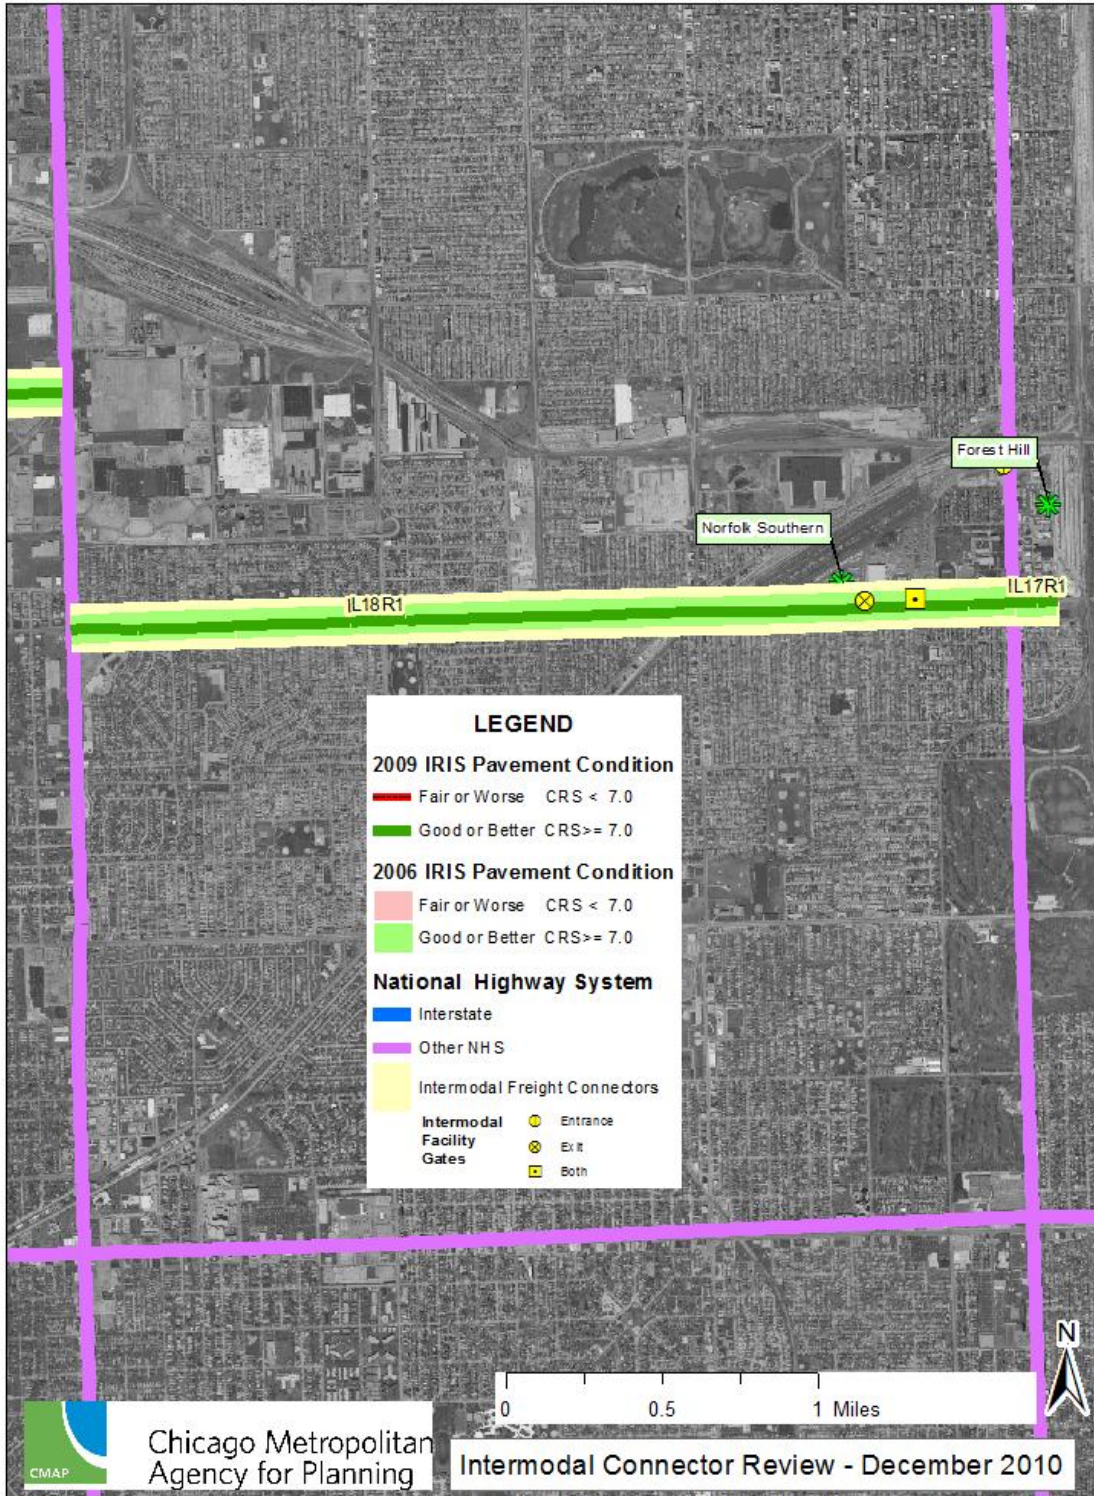 Forest Hill
Norfolk Southern
IL18R1
IL17R1
LEGEND
2009 IRIS Pavement Condition
Fair or Worse CRS < 7.0
Good or Better CRS>= 7.0
2006 IRIS Pavement Condition
Fair or Worse CRS < 7.0
Good or Better CRS>= 7.0
National Highway System
Interstate
Other NHS
Intermodal Freight Connectors
Intermodal
Facility
Gates
Entrance
Exit
Both
N
0 0.5 1 Miles
CMAP
Chicago Metropolitan
Agency for Planning
Intermodal Connector Review - December 2010